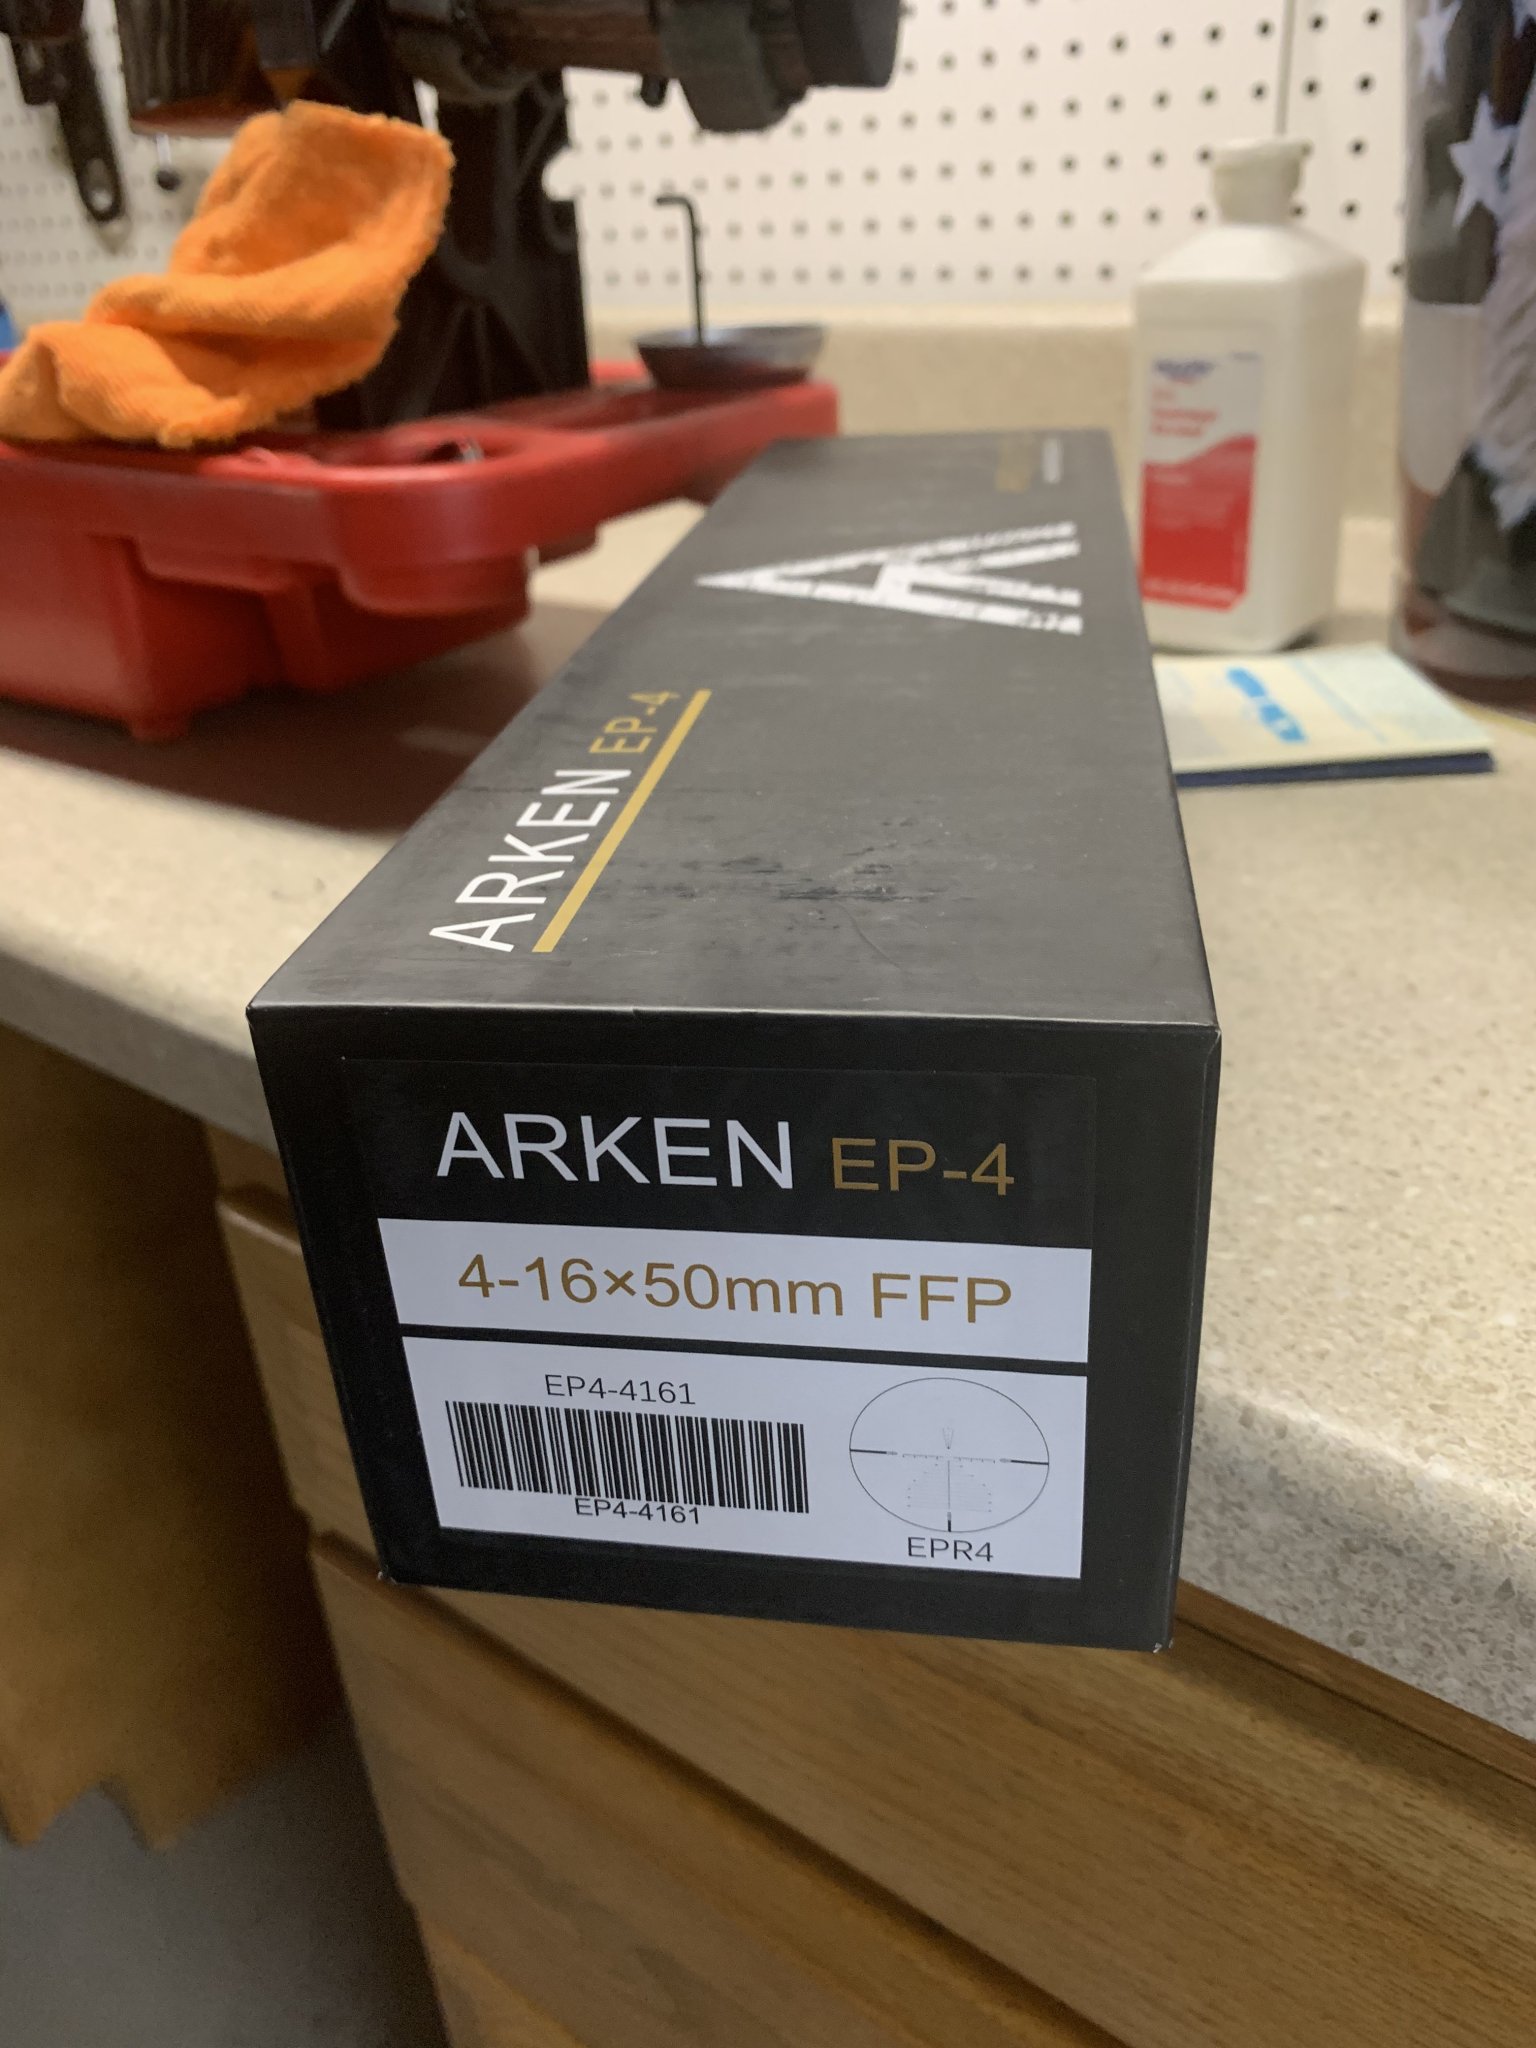 ARKEN EP-4
ARKEN EP-4
4-16×50mm FFP
EP4-4161
EP4-4161
EPR4